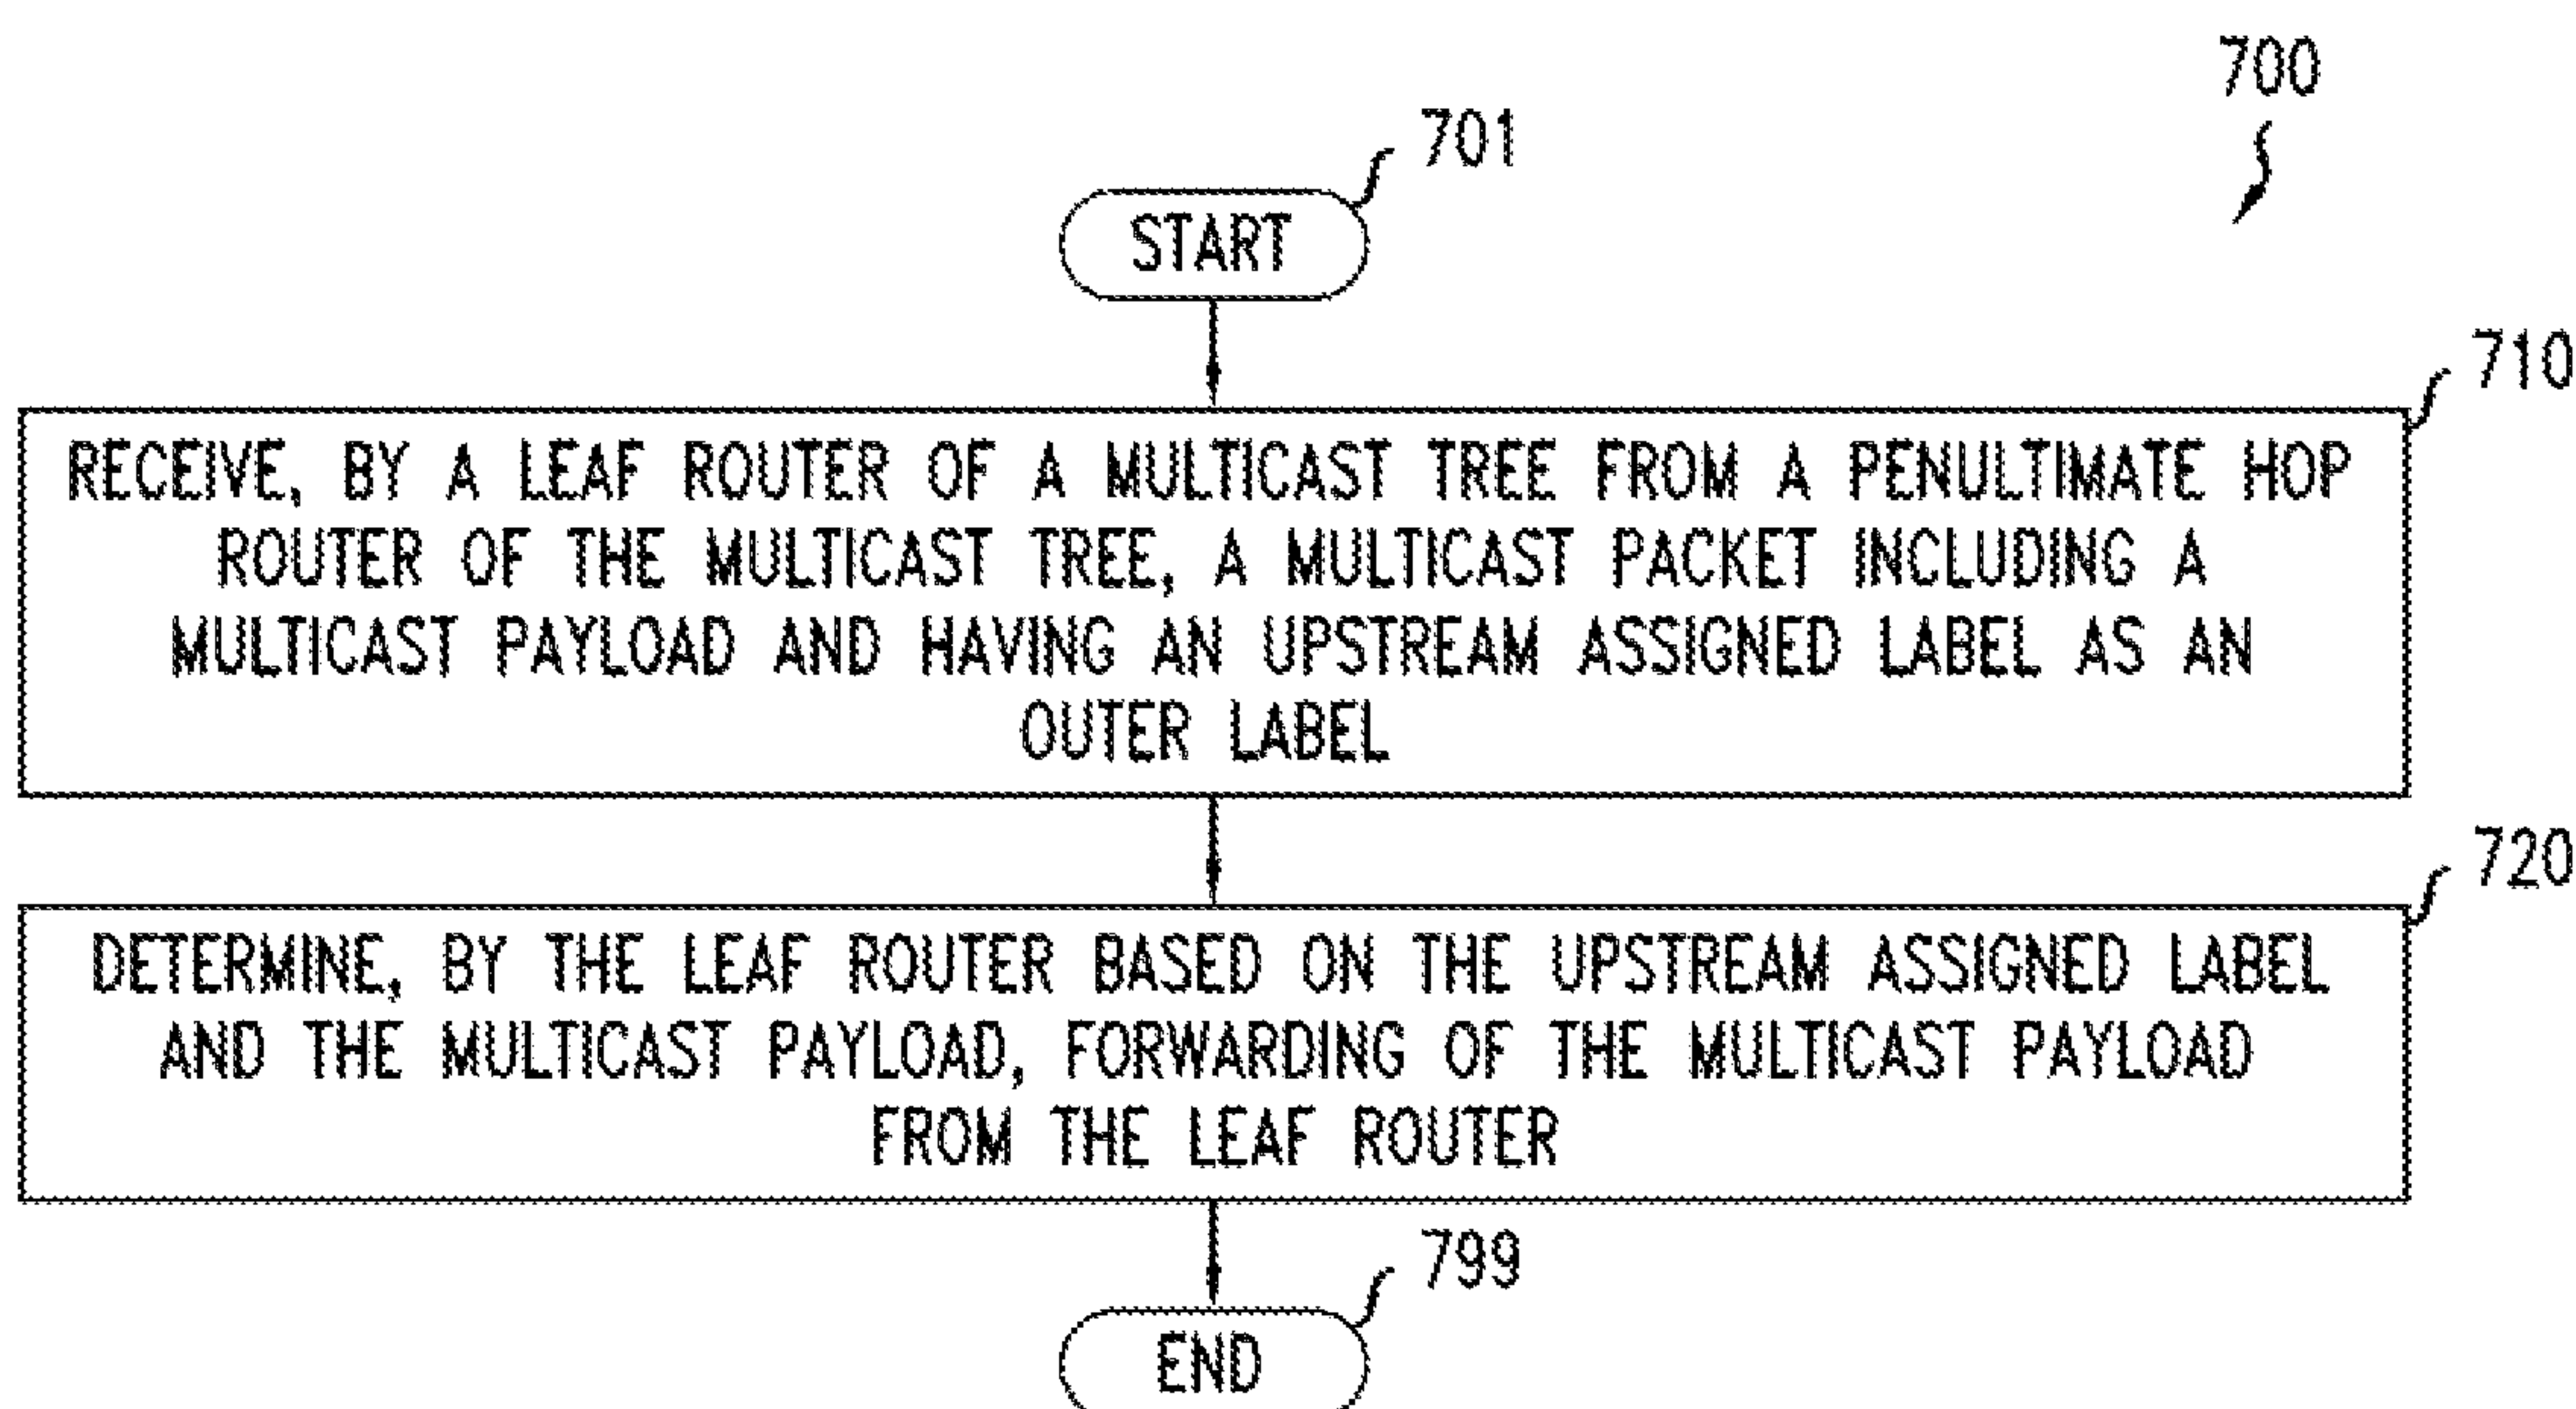 700
701
START
710
RECEIVE, BY A LEAF ROUTER OF A MULTICAST TREE FROM A PENULTIMATE HOP
ROUTER OF THE MULTICAST TREE, A MULTICAST PACKET INCLUDING A
MULTICAST PAYLOAD AND HAVING AN UPSTREAM ASSIGNED LABEL AS AN
OUTER LABEL
720
DETERMINE, BY THE LEAF ROUTER BASED ON THE UPSTREAM ASSIGNED LABEL
AND THE MULTICAST PAYLOAD, FORWARDING OF THE MULTICAST PAYLOAD
FROM THE LEAF ROUTER
799
END